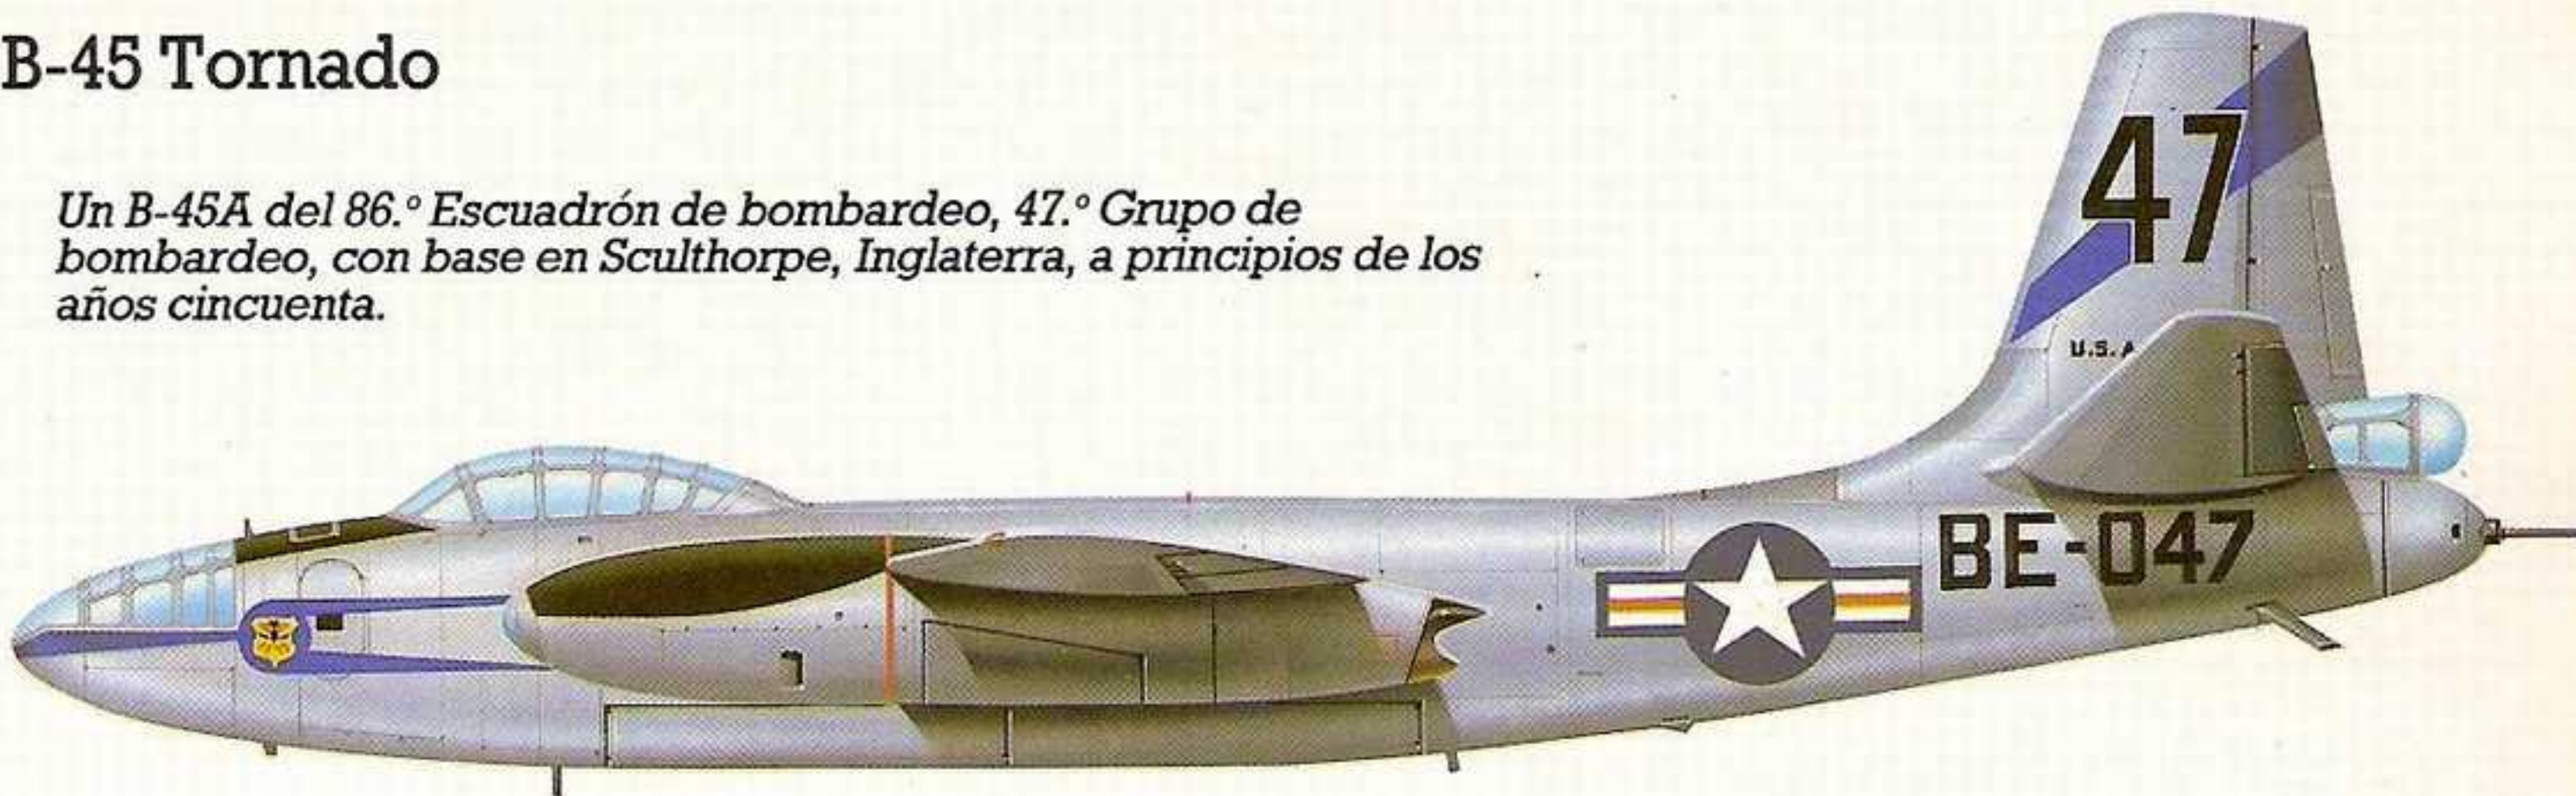 B-45 Tornado
Un B-45A del 86.º Escuadrón de bombardeo, 47.º Grupo de
bombardeo, con base en Sculthorpe, Inglaterra, a principios de los
años cincuenta.
47
U.S.A
BE-047